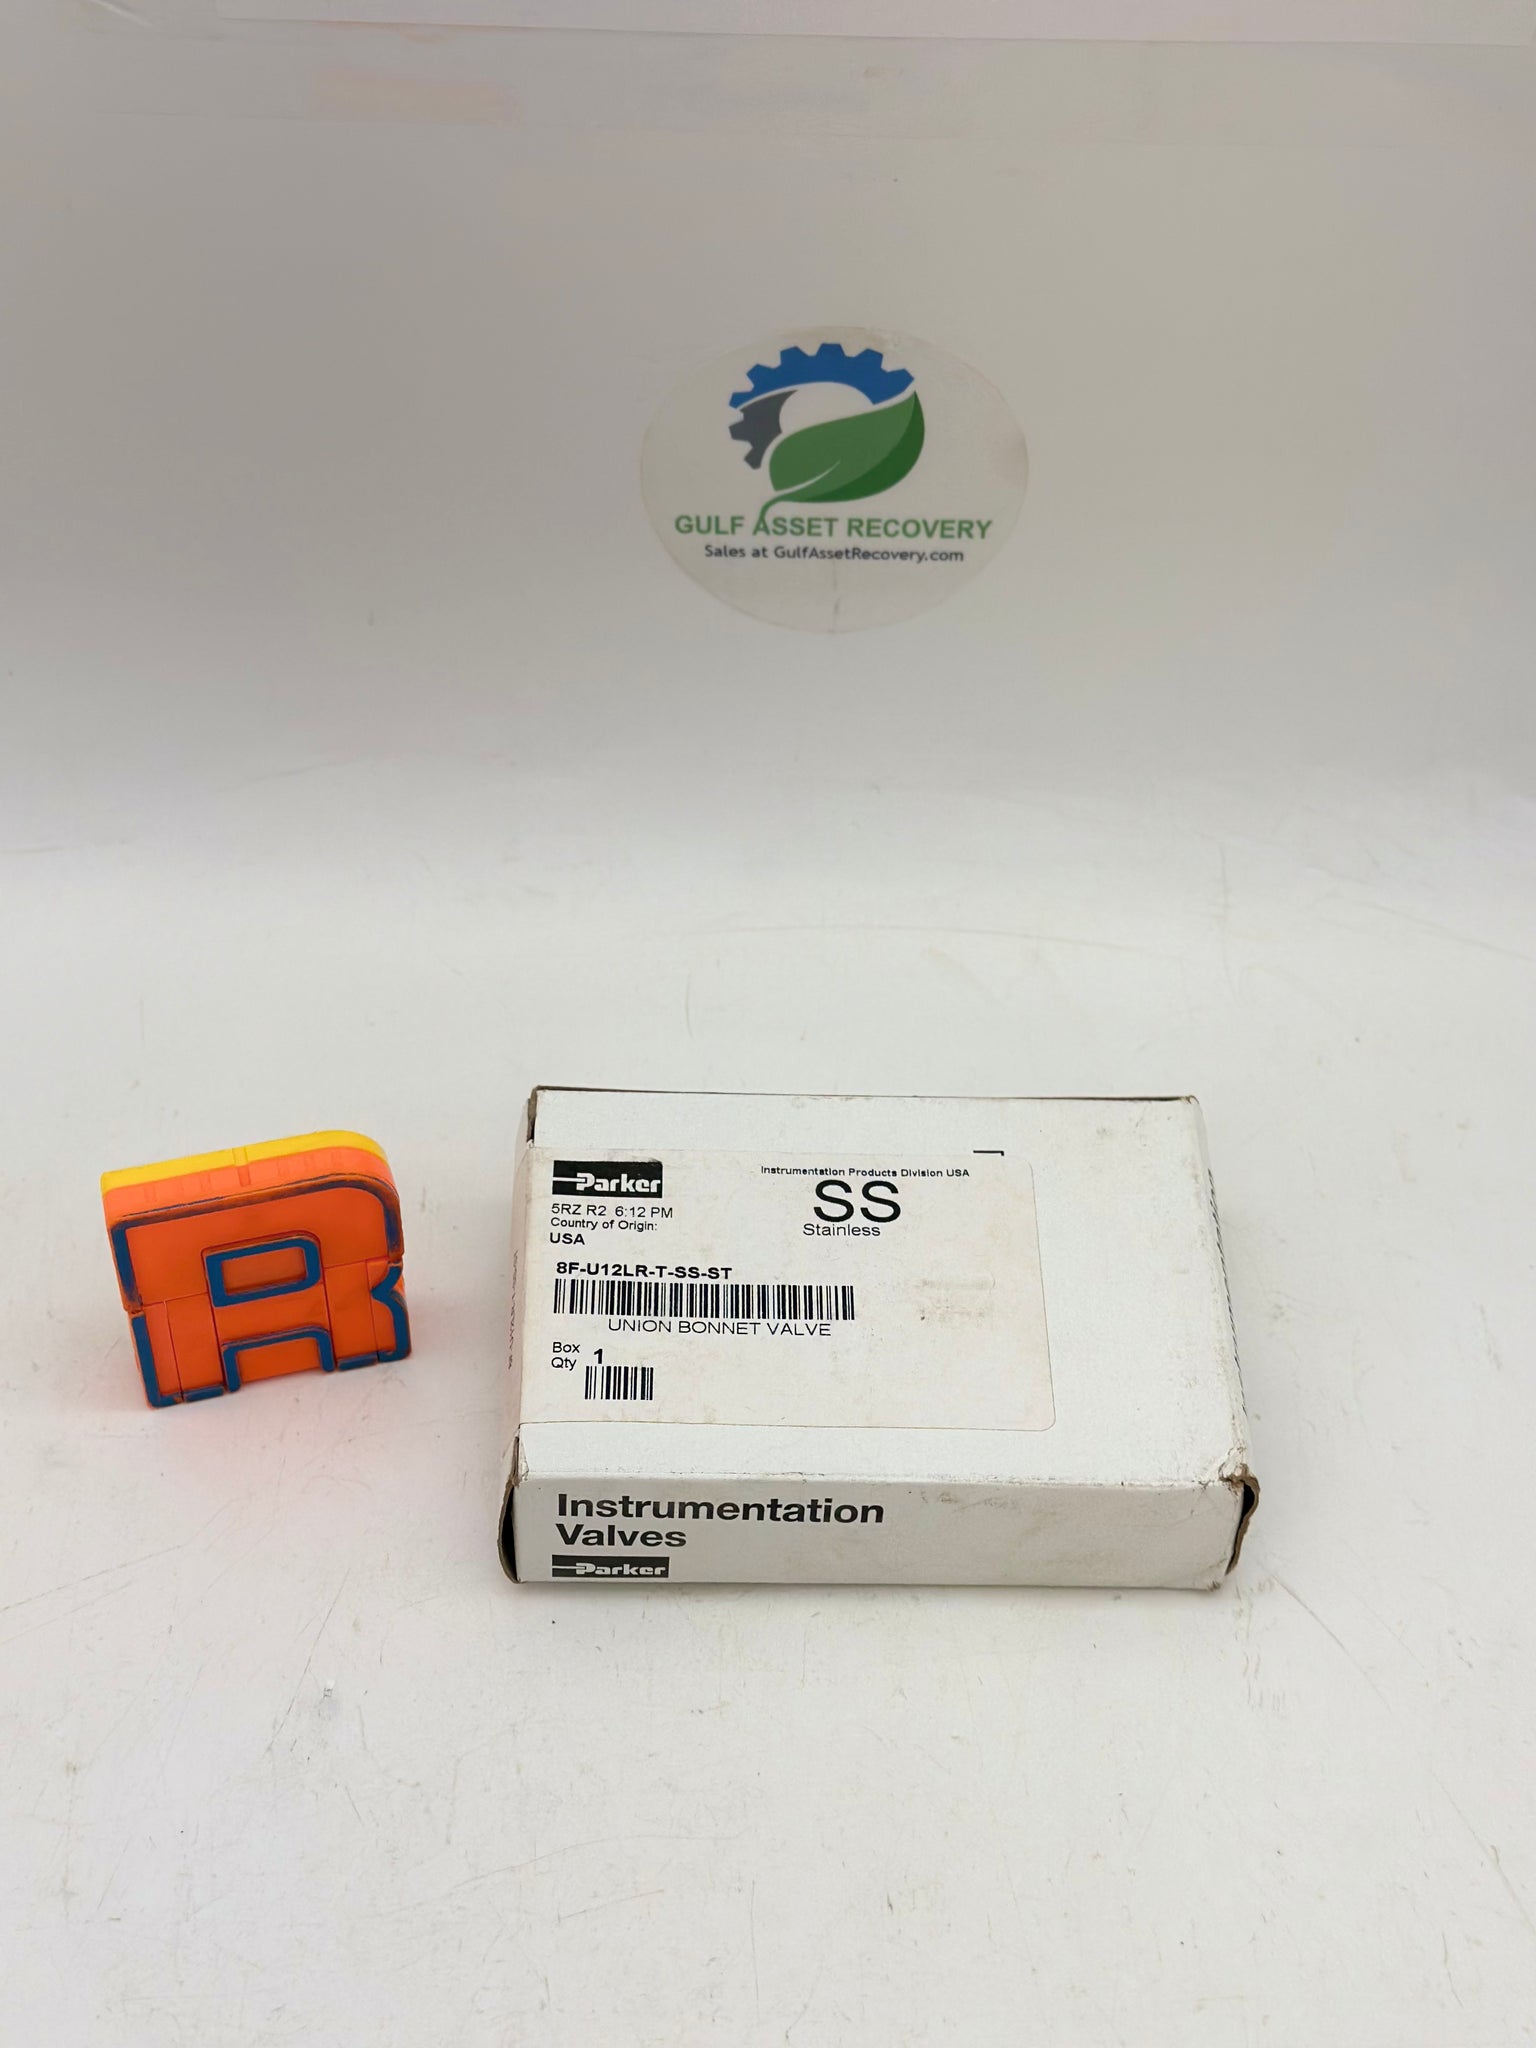 GULF ASSET RECOVERY
Sales at GulfAssetRecovery.com
Parker
Instrumentation Products Division USA
SS
Stainless
5RZ R2 6:12 PM
Country of Origin:
USA
8F-U12LR-T-SS-ST
UNION BONNET VALVE
Box
Qty
1
Instrumentation
Valves
Parker